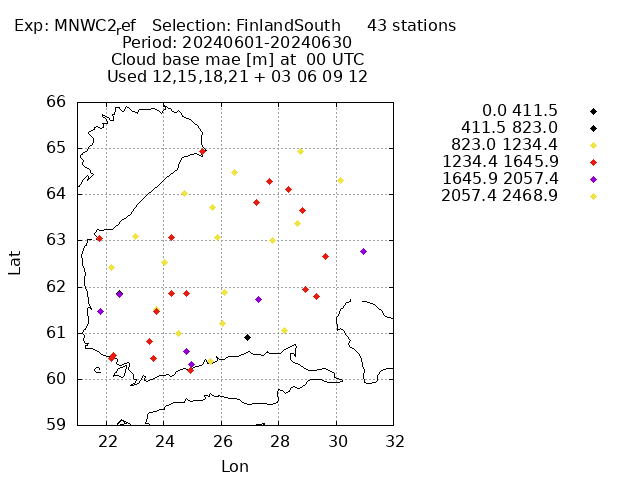 Exp: MNWC2ref   Selection: FinlandSouth     43 stations
Period: 20240601-20240630
Cloud base mae [m] at  00 UTC
Used 12,15,18,21 + 03 06 09 12
0.0 411.5
411.5 823.0
823.0 1234.4
1234.4 1645.9
1645.9 2057.4
2057.4 2468.9
66
65
64
63
62
61
60
59
22 24 26 28 30 32
Lat
Lon